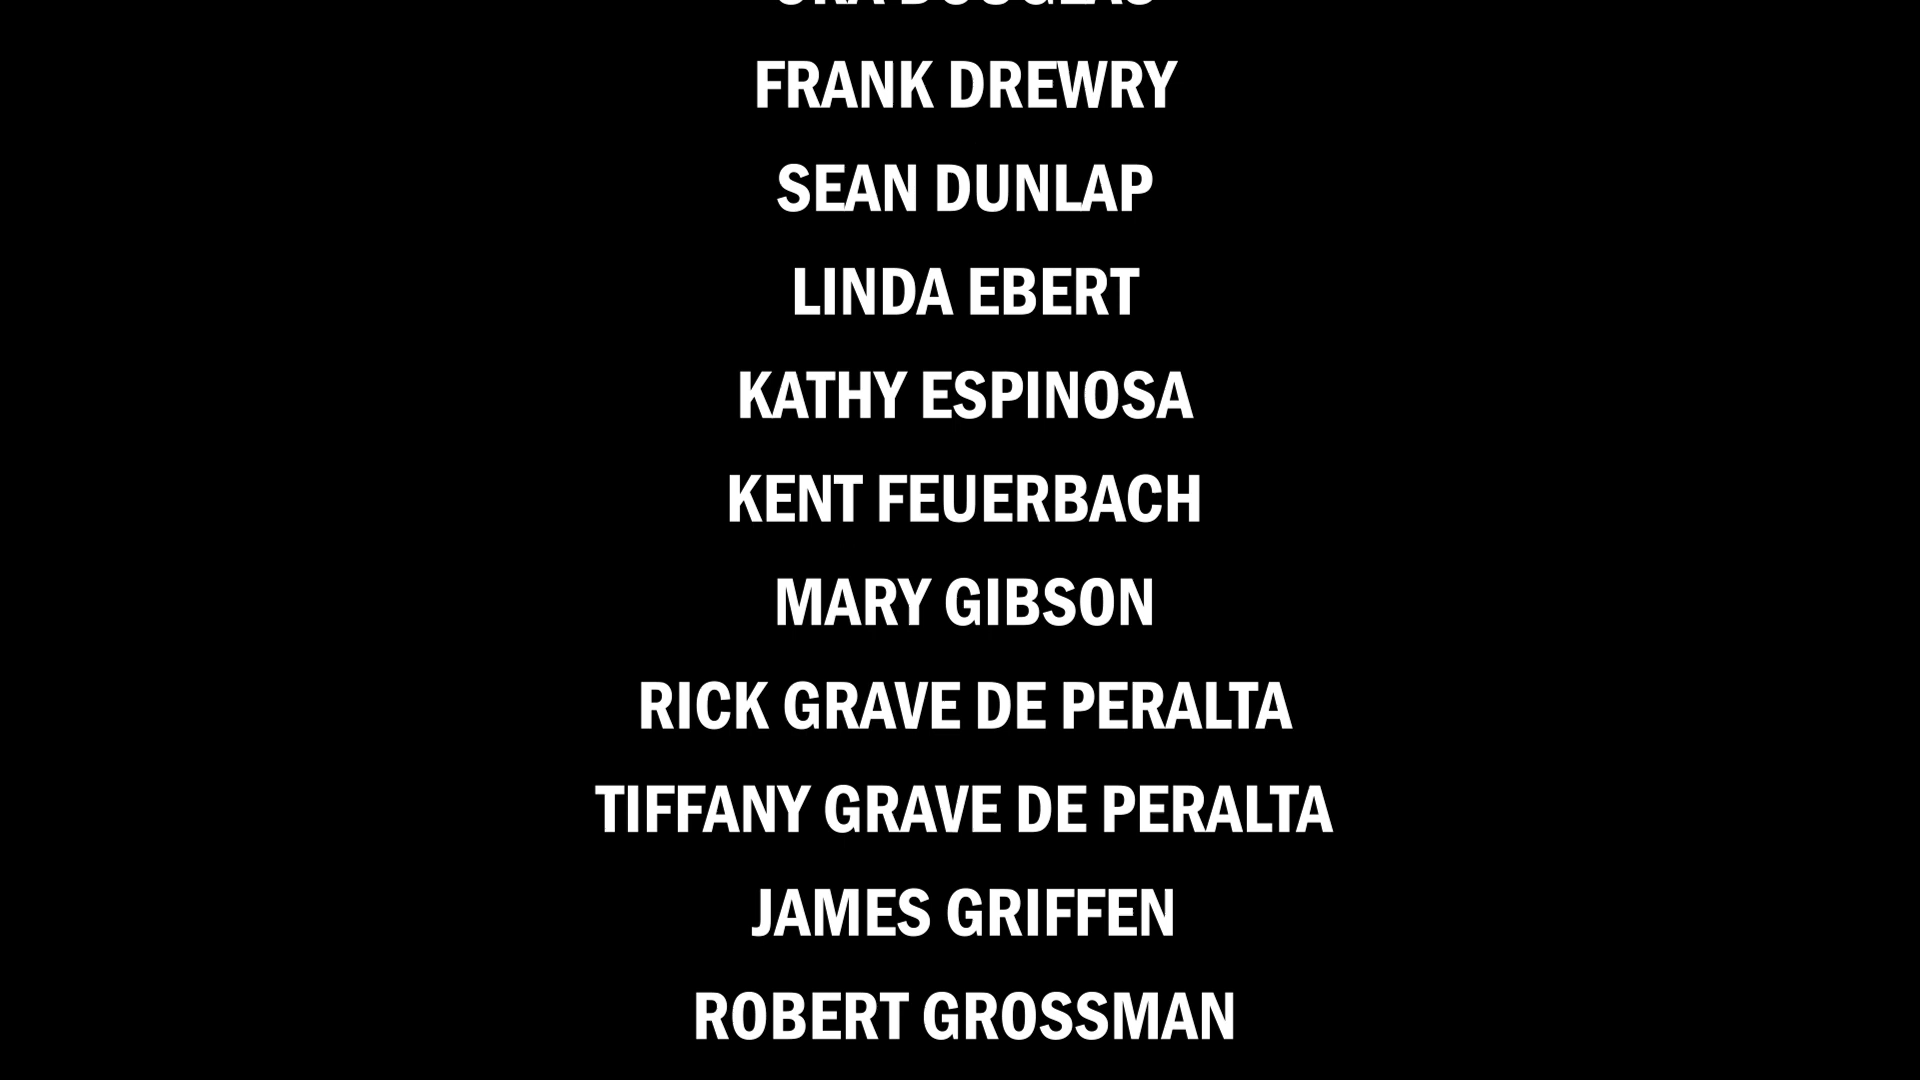 DOUGLAS
FRANK DREWRY
SEAN DUNLAP
LINDA EBERT
KATHY ESPINOSA
KENT FEUERBACH
MARY GIBSON
RICK GRAVE DE PERALTA
TIFFANY GRAVE DE PERALTA
JAMES GRIFFEN
ROBERT GROSSMAN